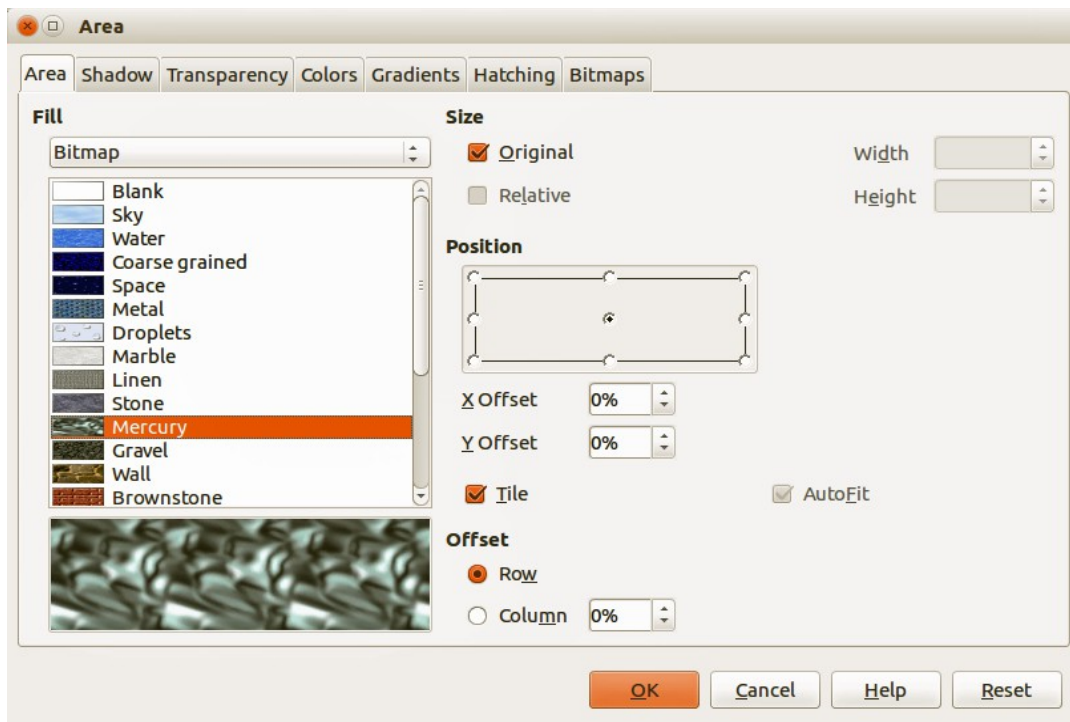 Area
Area Shadow Transparency Colors Gradients Hatching Bitmaps
Fill
Bitmap
Blank
Sky
Water
Coarse grained
Space
Metal
Droplets
Marble
Linen
Stone
Mercury
Gravel
Wall
Brownstone
Size
Original
Width
Relative
Height
Position
X Offset 0%
Y Offset 0%
Tile
AutoFit
Offset
Row
Column 0%
OK Cancel Help Reset